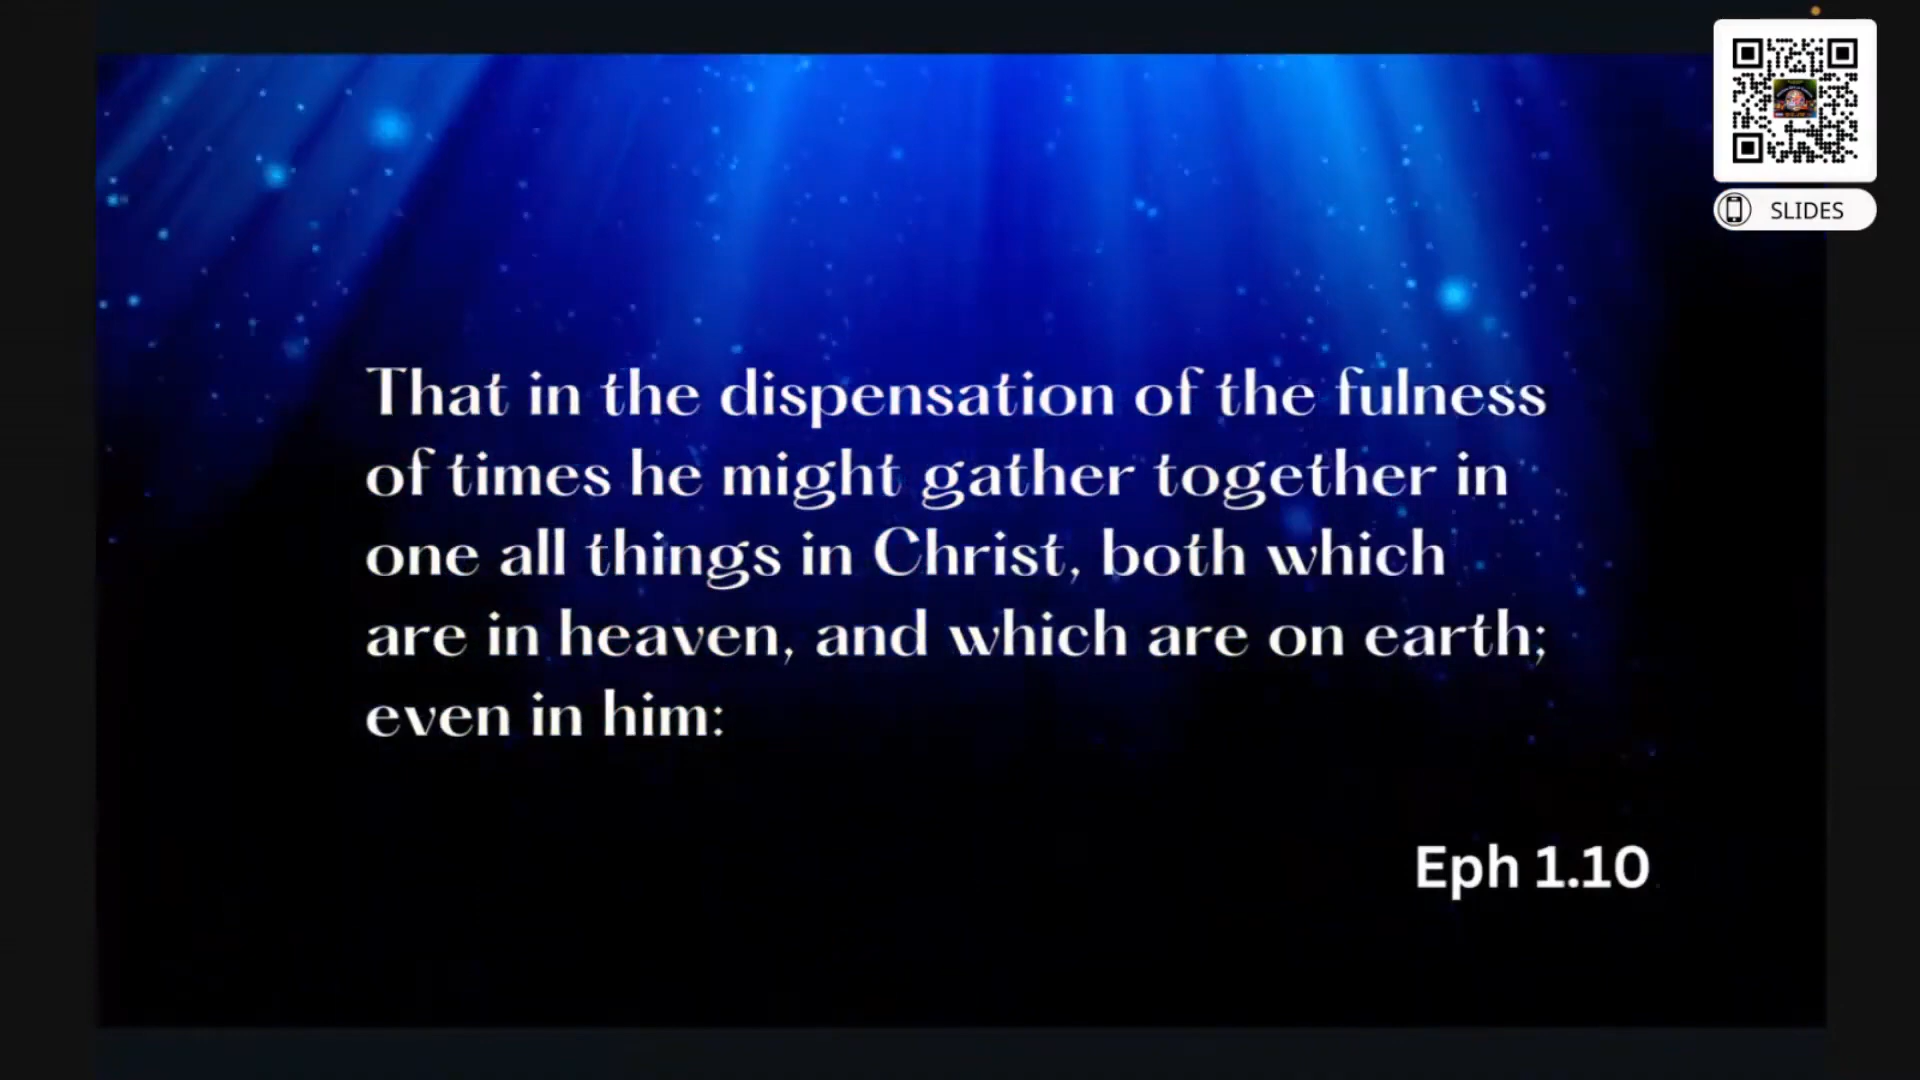 SLIDES
That in the dispensation of the fulness
of times he might gather together in
one all things in Christ, both which
are in heaven, and which are on earth;
even in him:
Eph 1.10